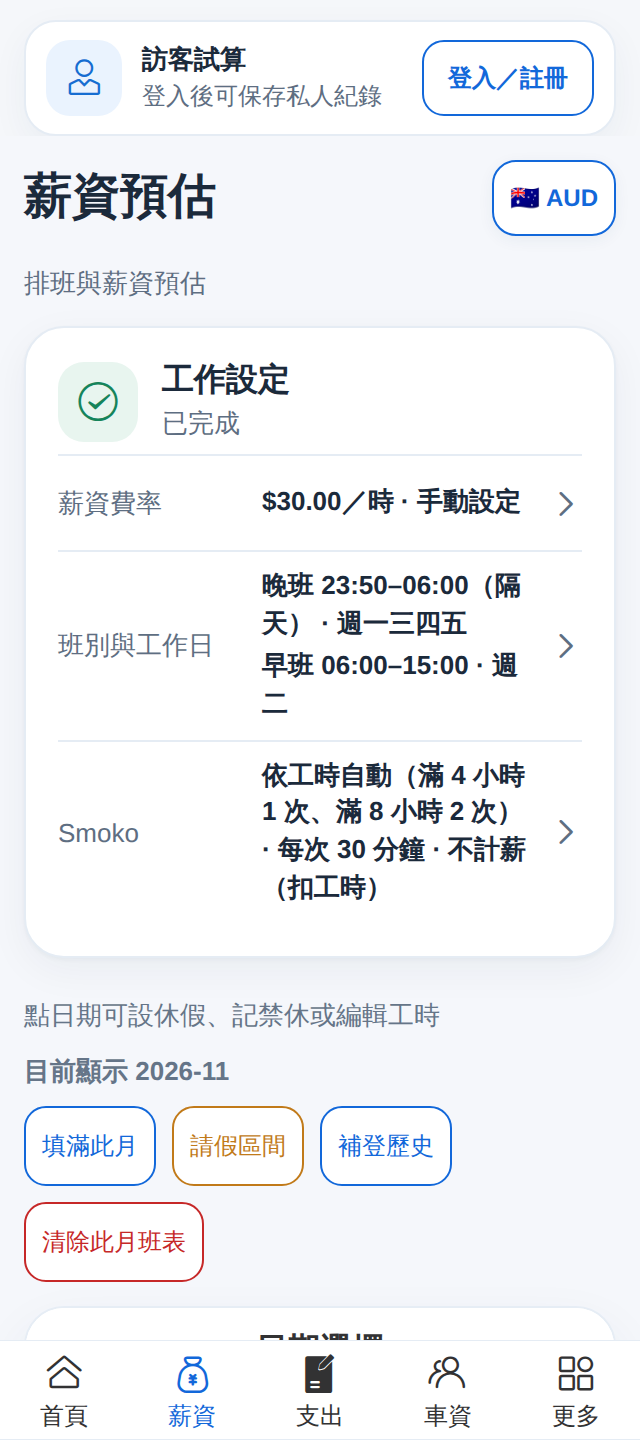 訪客試算
登入後可保存私人紀錄
登入／註冊
薪資預估
🇦🇺 AUD
排班與薪資預估
工作設定
已完成
薪資費率
$30.00／時 · 手動設定
班別與工作日
晚班 23:50–06:00（隔
天） · 週一三四五
早班 06:00–15:00 · 週
二
Smoko
依工時自動（滿 4 小時
1 次、滿 8 小時 2 次）
· 每次 30 分鐘 · 不計薪
（扣工時）
點日期可設休假、記禁休或編輯工時
目前顯示 2026-11
填滿此月
請假區間
補登歷史
清除此月班表
首頁
薪資
支出
車資
更多